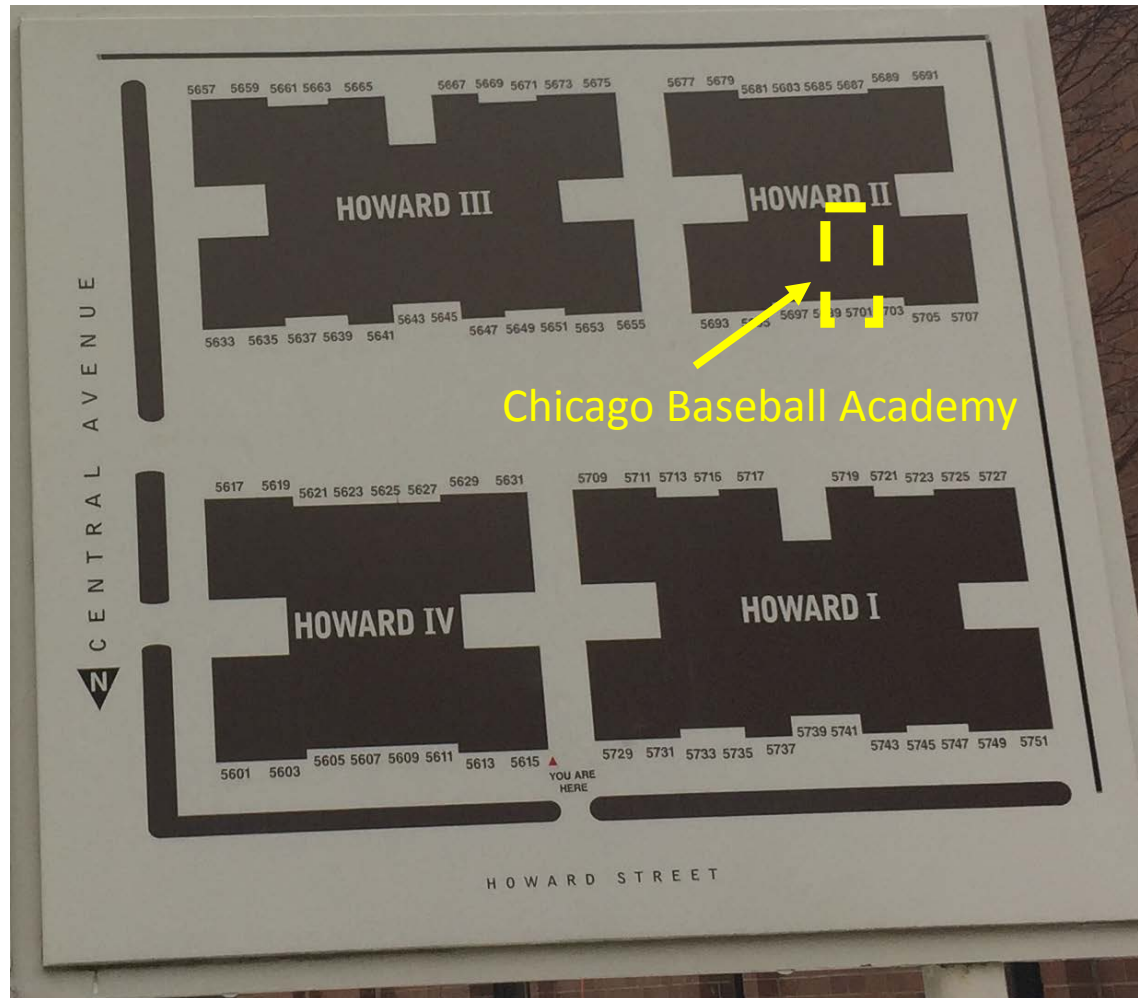 5657 5659 5661 5663 5665 5667 5669 5671 5673 5675 5677 5679 5681 5683 5685 5687 5689 5691
HOWARD III HOWARD II
5633 5635 5637 5639 5641 5643 5645 5647 5649 5651 5653 5655 5693 5697 5701 5703 5705 5707
Chicago Baseball Academy
CENTRAL AVENUE
N
5617 5619 5621 5623 5625 5627 5629 5631 5709 5711 5713 5715 5717 5719 5721 5723 5725 5727
HOWARD IV HOWARD I
5601 5603 5605 5607 5609 5611 5613 5615 5729 5731 5733 5735 5737 5739 5741 5743 5745 5747 5749 5751
YOU ARE
HERE
HOWARD STREET